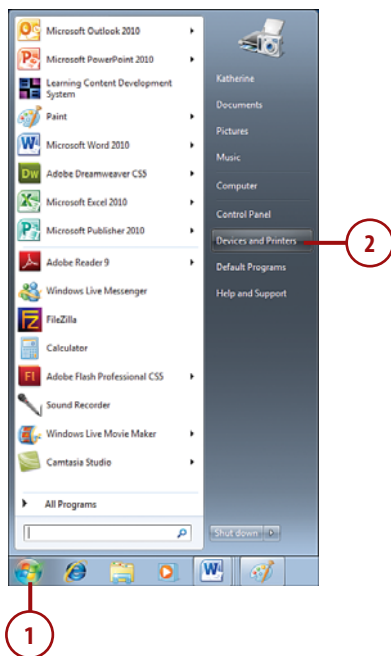 Microsoft Outlook 2010
Microsoft PowerPoint 2010
Learning Content Development
System
Paint
Microsoft Word 2010
Adobe Dreamweaver CS5
Microsoft Excel 2010
Microsoft Publisher 2010
Adobe Reader 9
Windows Live Messenger
FileZilla
Calculator
Adobe Flash Professional CS5
Sound Recorder
Windows Live Movie Maker
Camtasia Studio
All Programs
Katherine
Documents
Pictures
Music
Computer
Control Panel
Devices and Printers
2
Default Programs
Help and Support
Shut down
1